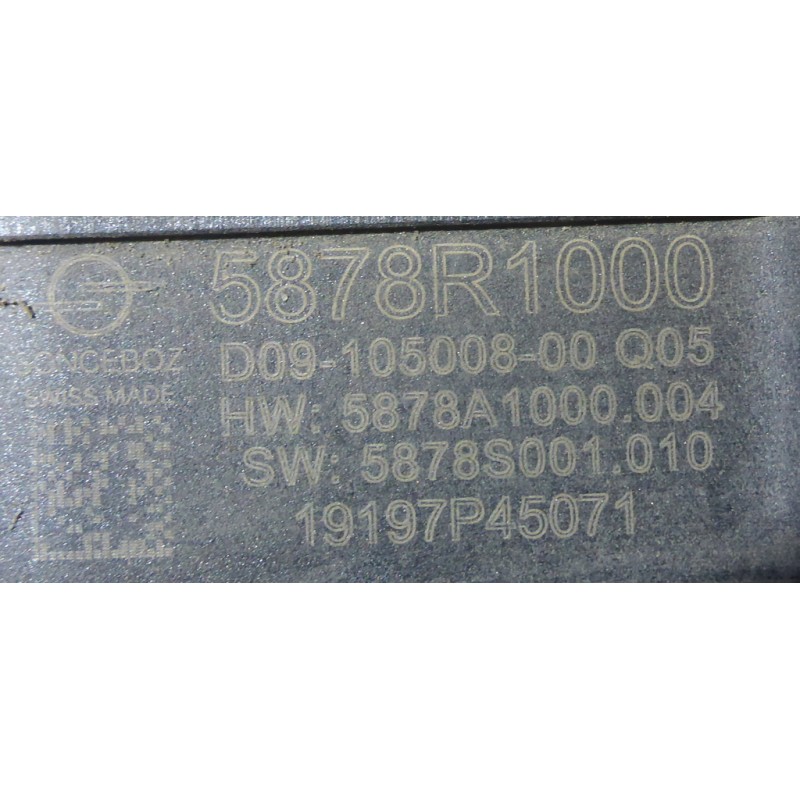 5878R1000
SONCEBOZ
SWISS MADE
D09-105008-00 Q05
HW: 5878A1000.004
SW: 5878S001.010
19197P45071